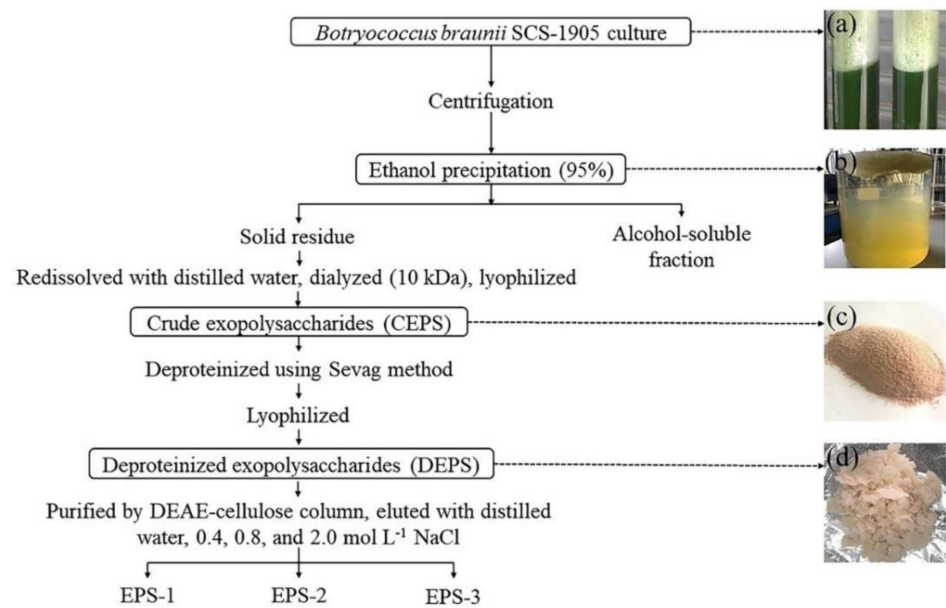 Botryococcus braunii SCS-1905 culture
(a)
Centrifugation
Ethanol precipitation (95%)
(b)
Solid residue
Alcohol-soluble
fraction
Redissolved with distilled water, dialyzed (10 kDa), lyophilized
Crude exopolysaccharides (CEPS)
(c)
Deproteinized using Sevag method
Lyophilized
Deproteinized exopolysaccharides (DEPS)
(d)
Purified by DEAE-cellulose column, eluted with distilled
water, 0.4, 0.8, and 2.0 mol L⁻¹ NaCl
EPS-1
EPS-2
EPS-3